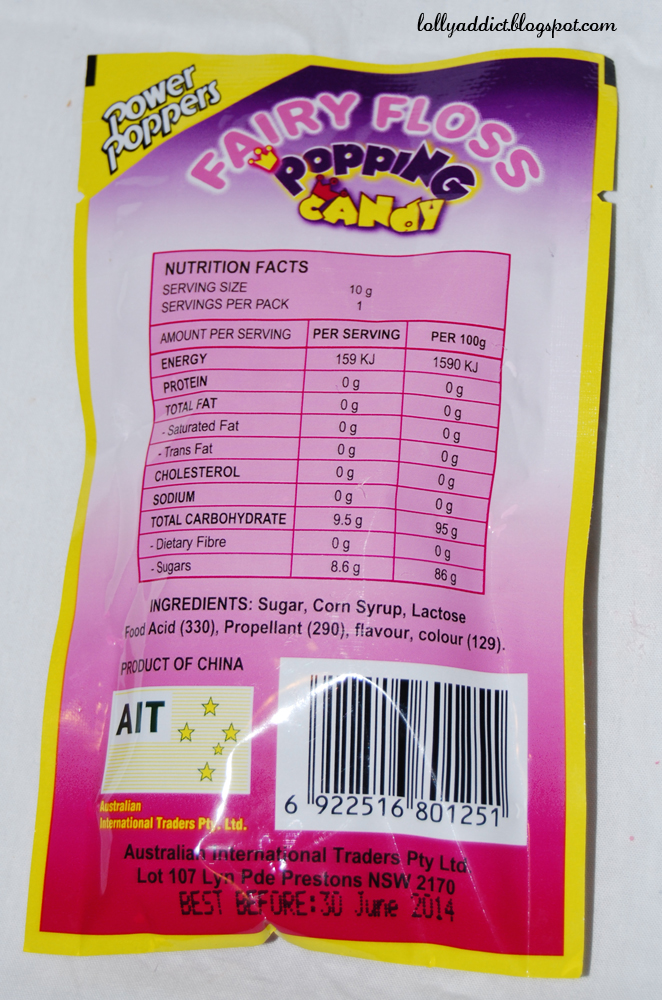 lollyaddict.blogspot.com
Power
Poppers
FAIRY FLOSS
POPPING
CANDY
NUTRITION FACTS
SERVING SIZE 10 g
SERVINGS PER PACK 1
AMOUNT PER SERVING PER SERVING PER 100g
ENERGY 159 KJ 1590 KJ
PROTEIN 0 g 0 g
TOTAL FAT 0 g 0 g
- Saturated Fat 0 g 0 g
- Trans Fat 0 g 0 g
CHOLESTEROL 0 g 0 g
SODIUM 0 g 0 g
TOTAL CARBOHYDRATE 9.5 g 95 g
- Dietary Fibre 0 g 0 g
- Sugars 8.6 g 86 g
INGREDIENTS: Sugar, Corn Syrup, Lactose
Food Acid (330), Propellant (290), flavour, colour (129).
PRODUCT OF CHINA
AIT
Australian
International Traders Pty. Ltd.
6 922516 801251
Australian International Traders Pty Ltd
Lot 107 Lyn Pde Prestons NSW 2170
BEST BEFORE:30 June 2014